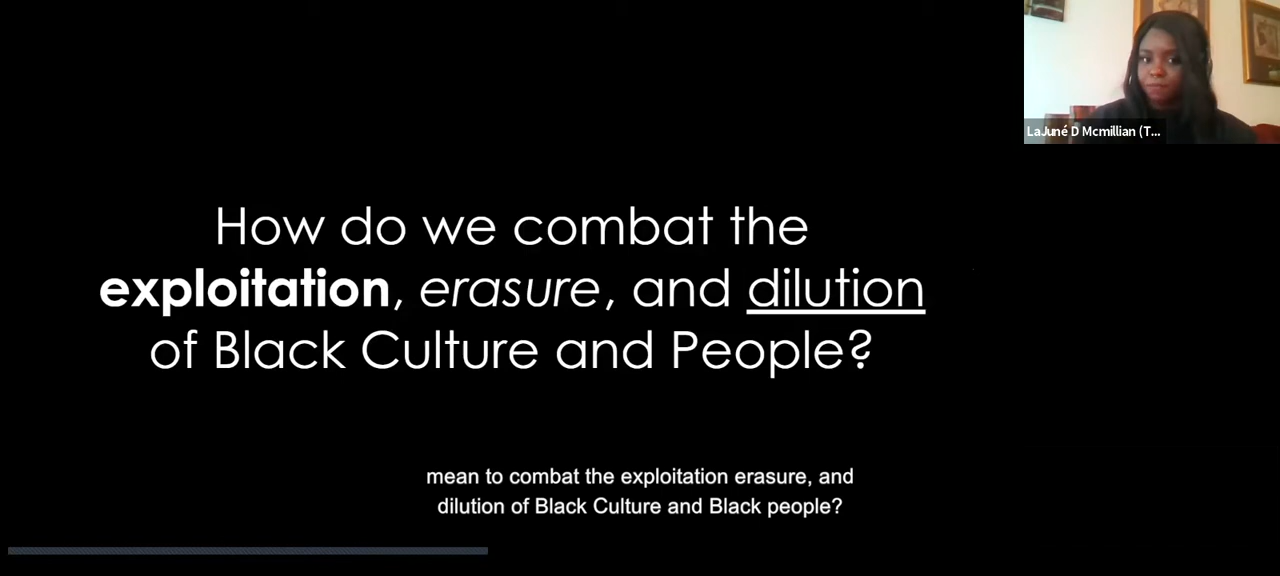 LaJuné D Mcmillian (T...
How do we combat the
exploitation, erasure, and dilution
of Black Culture and People?
mean to combat the exploitation erasure, and
dilution of Black Culture and Black people?